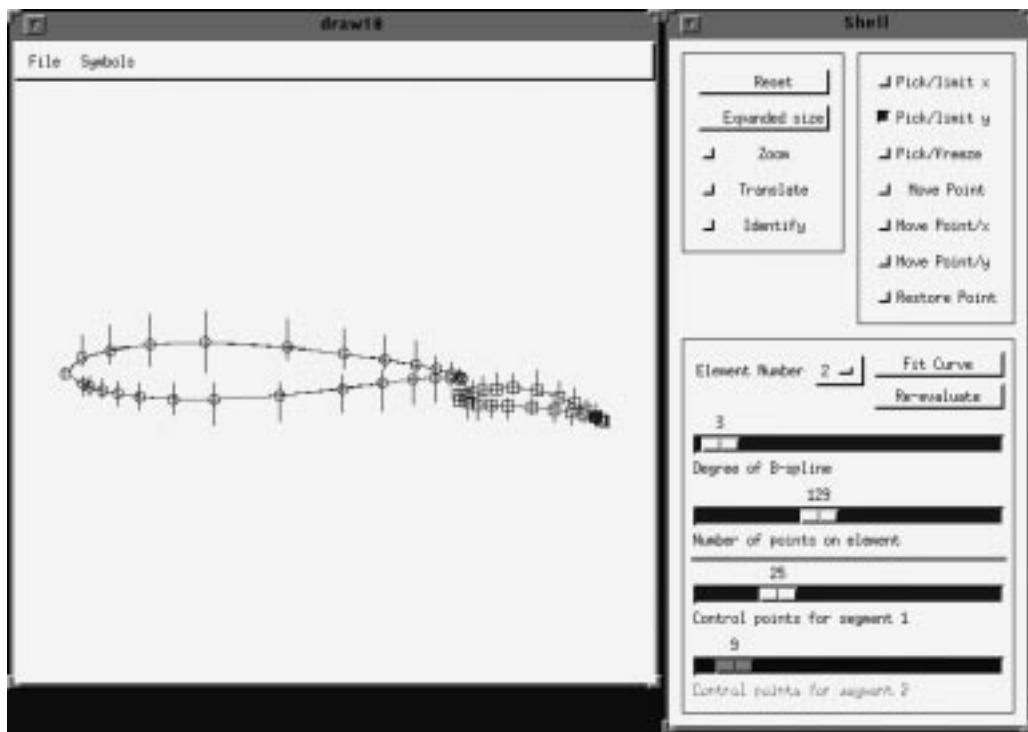 draw18
File Symbols
Shell
Reset
Expanded size
Zoom
Translate
Identify
Pick/limit x
Pick/limit y
Pick/Freeze
Move Point
Move Point/x
Move Point/y
Restore Point
Element Number 2
Fit Curve
Re-evaluate
3
Degree of B-spline
129
Number of points on element
25
Control points for segment 1
9
Control points for segment 2